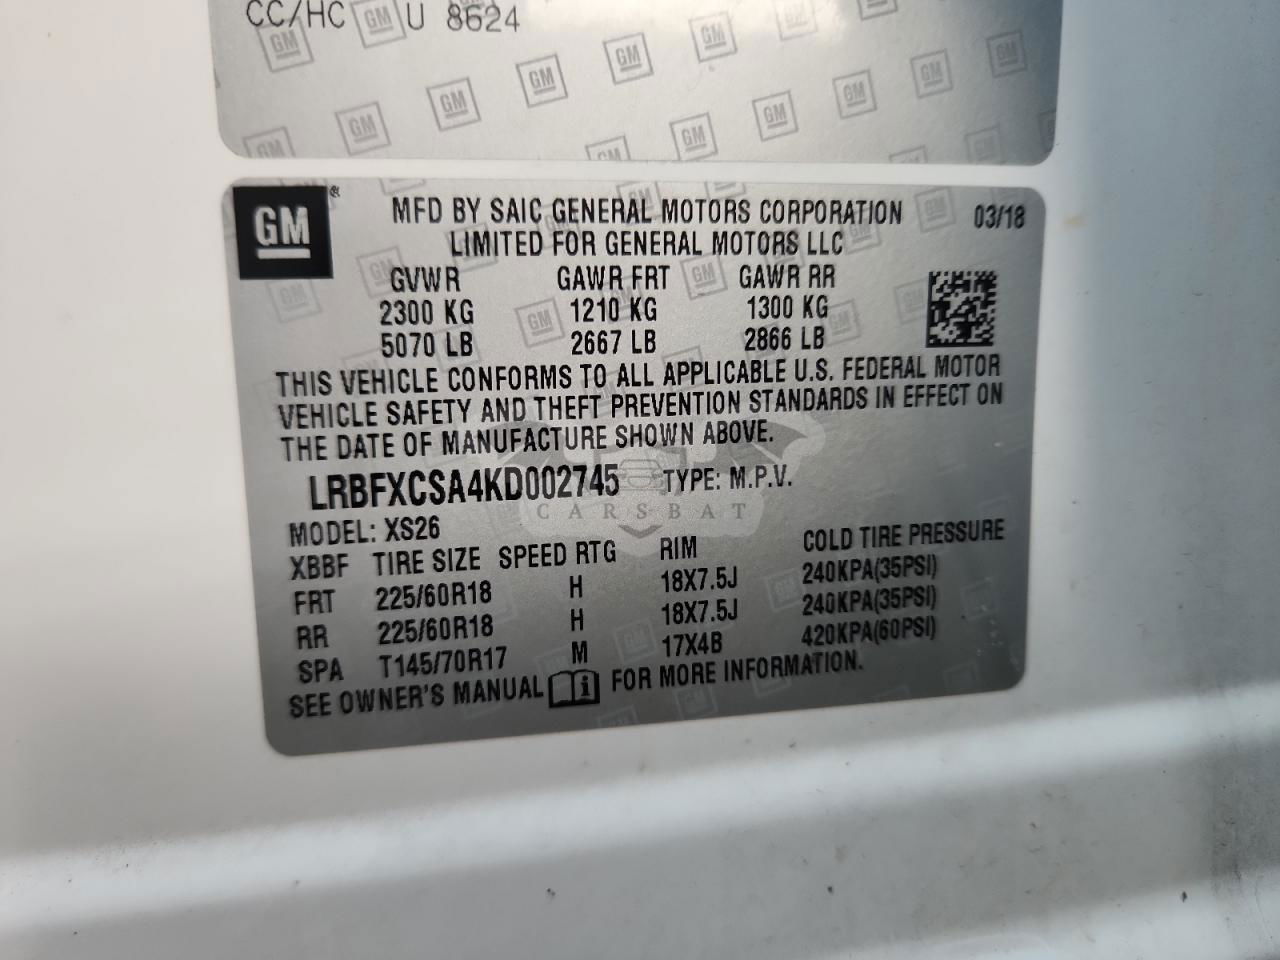 CC/HC U 8624
GM
MFD BY SAIC GENERAL MOTORS CORPORATION 03/18
LIMITED FOR GENERAL MOTORS LLC
GVWR GAWR FRT GAWR RR
2300 KG 1210 KG 1300 KG
5070 LB 2667 LB 2866 LB
THIS VEHICLE CONFORMS TO ALL APPLICABLE U.S. FEDERAL MOTOR
VEHICLE SAFETY AND THEFT PREVENTION STANDARDS IN EFFECT ON
THE DATE OF MANUFACTURE SHOWN ABOVE.
LRBFXCSA4KD002745 TYPE: M.P.V.
CARSBAT
MODEL: XS26
XBBF TIRE SIZE SPEED RTG RIM COLD TIRE PRESSURE
FRT 225/60R18 H 18X7.5J 240KPA(35PSI)
RR 225/60R18 H 18X7.5J 240KPA(35PSI)
SPA T145/70R17 M 17X4B 420KPA(60PSI)
SEE OWNER'S MANUAL i FOR MORE INFORMATION.